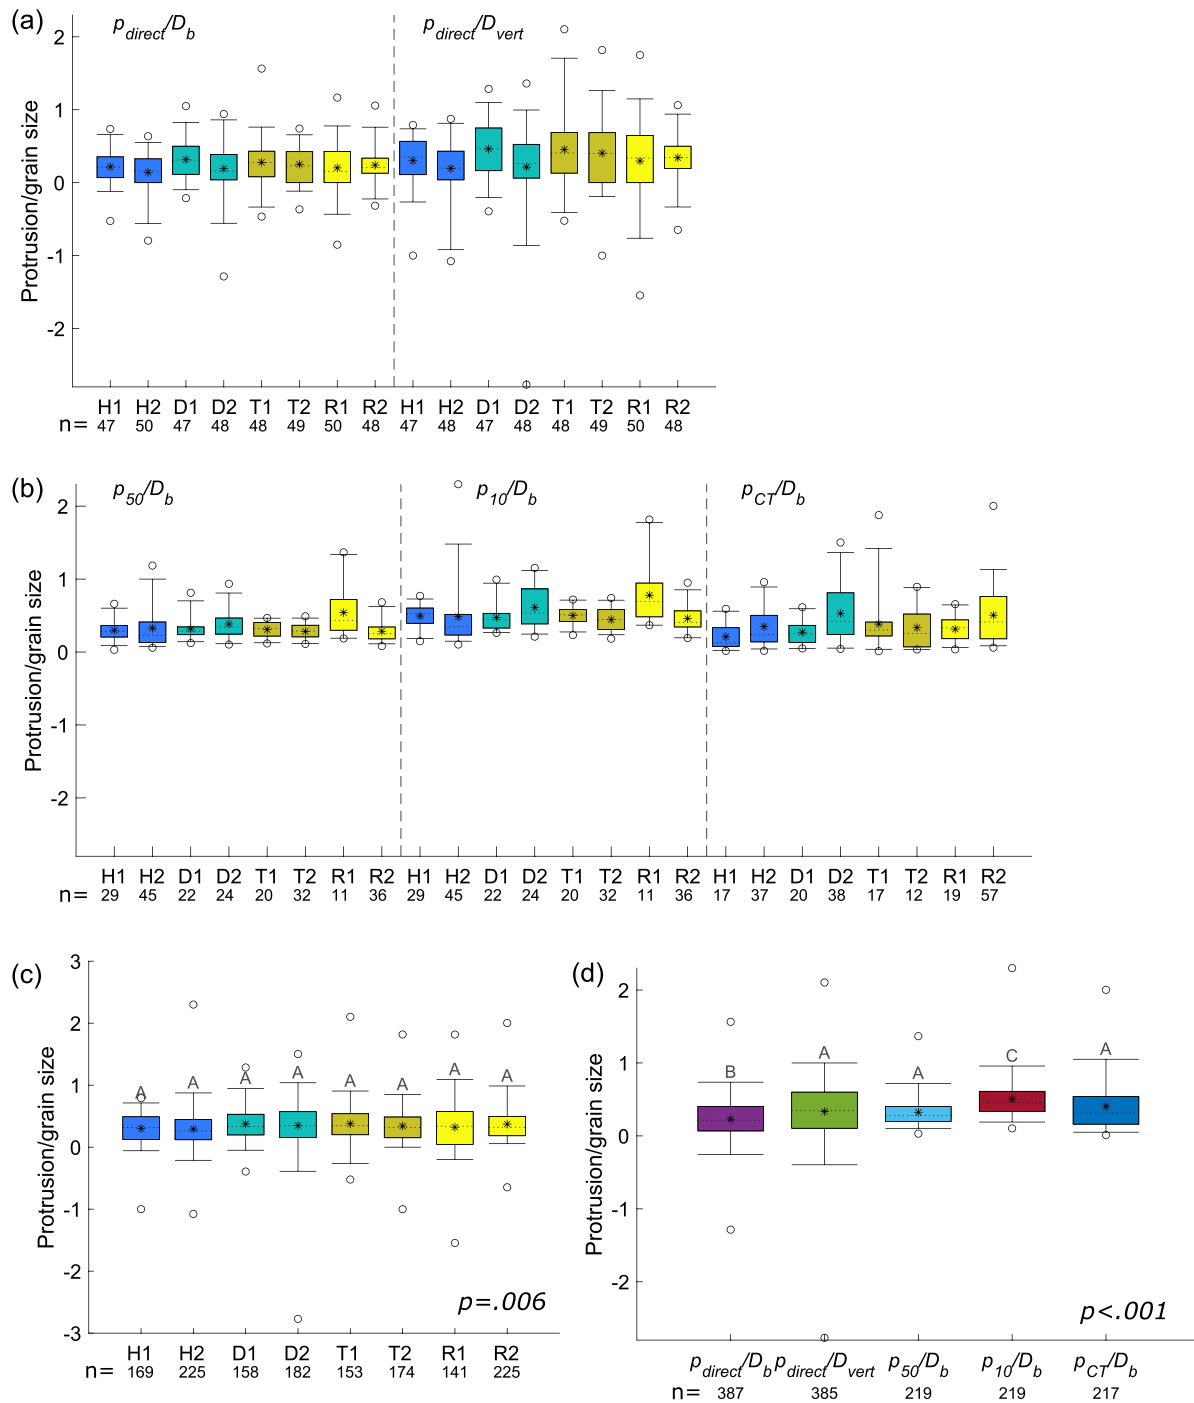 (a)
p_direct/D_b p_direct/D_vert
Protrusion/grain size
2
1
0
-1
-2
H1 H2 D1 D2 T1 T2 R1 R2 H1 H2 D1 D2 T1 T2 R1 R2
n= 47 50 47 48 48 49 50 48 47 48 47 48 48 49 50 48
(b)
p_50/D_b p_10/D_b p_CT/D_b
Protrusion/grain size
2
1
0
-1
-2
H1 H2 D1 D2 T1 T2 R1 R2 H1 H2 D1 D2 T1 T2 R1 R2 H1 H2 D1 D2 T1 T2 R1 R2
n= 29 45 22 24 20 32 11 36 29 45 22 24 20 32 11 36 17 37 20 38 17 12 19 57
(c)
Protrusion/grain size
3
2
1
0
-1
-2
-3
A A A A A A A A
p=.006
H1 H2 D1 D2 T1 T2 R1 R2
n= 169 225 158 182 153 174 141 225
(d)
Protrusion/grain size
2
1
0
-1
-2
B A A C A
p<.001
p_direct/D_b p_direct/D_vert p_50/D_b p_10/D_b p_CT/D_b
n= 387 385 219 219 217